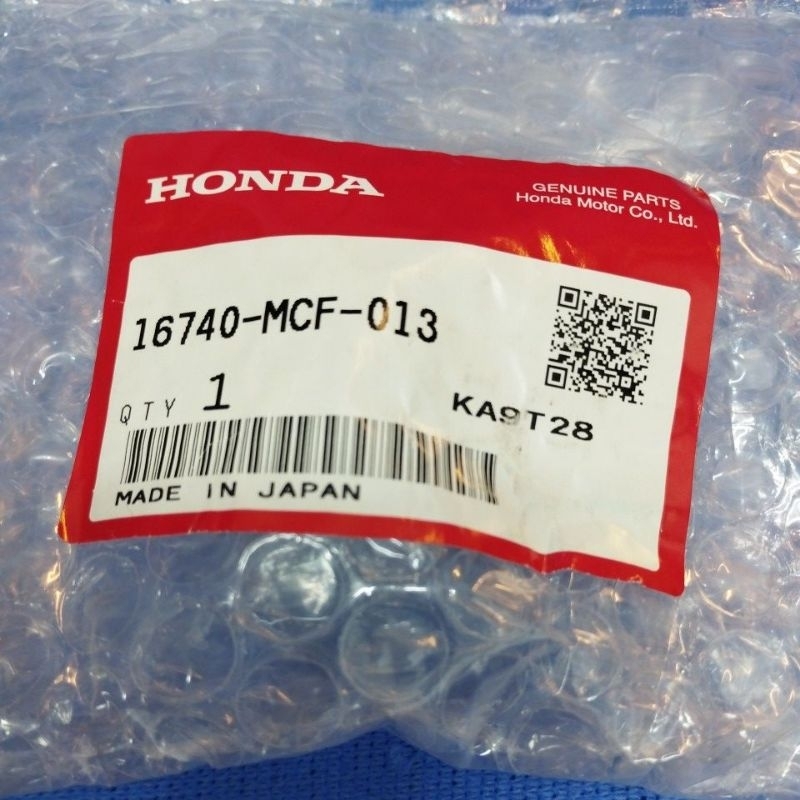 HONDA
GENUINE PARTS
Honda Motor Co., Ltd.
16740-MCF-013
QTY 1
KA9T28
MADE IN JAPAN